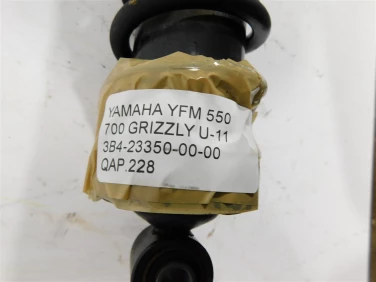 YAMAHA YFM 550
700 GRIZZLY U-11
3B4-23350-00-00
QAP.228